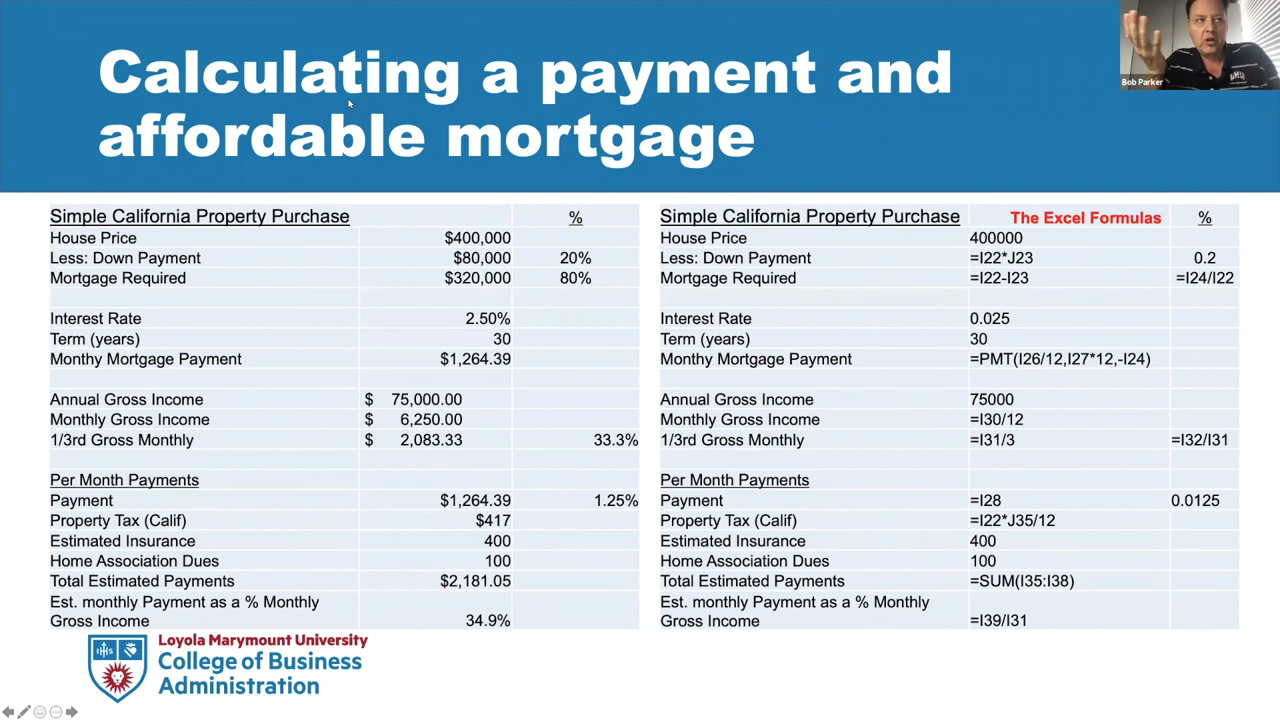 Calculating a payment and
affordable mortgage
Bob Parker
Simple California Property Purchase %
House Price $400,000
Less: Down Payment $80,000 20%
Mortgage Required $320,000 80%
Interest Rate 2.50%
Term (years) 30
Monthy Mortgage Payment $1,264.39
Annual Gross Income $ 75,000.00
Monthly Gross Income $ 6,250.00
1/3rd Gross Monthly $ 2,083.33 33.3%
Per Month Payments
Payment $1,264.39 1.25%
Property Tax (Calif) $417
Estimated Insurance 400
Home Association Dues 100
Total Estimated Payments $2,181.05
Est. monthly Payment as a % Monthly
Gross Income 34.9%
Simple California Property Purchase The Excel Formulas %
House Price 400000
Less: Down Payment =I22*J23 0.2
Mortgage Required =I22-I23 =I24/I22
Interest Rate 0.025
Term (years) 30
Monthy Mortgage Payment =PMT(I26/12,I27*12,-I24)
Annual Gross Income 75000
Monthly Gross Income =I30/12
1/3rd Gross Monthly =I31/3 =I32/I31
Per Month Payments
Payment =I28 0.0125
Property Tax (Calif) =I22*J35/12
Estimated Insurance 400
Home Association Dues 100
Total Estimated Payments =SUM(I35:I38)
Est. monthly Payment as a % Monthly
Gross Income =I39/I31
IHS
Loyola Marymount University
College of Business
Administration